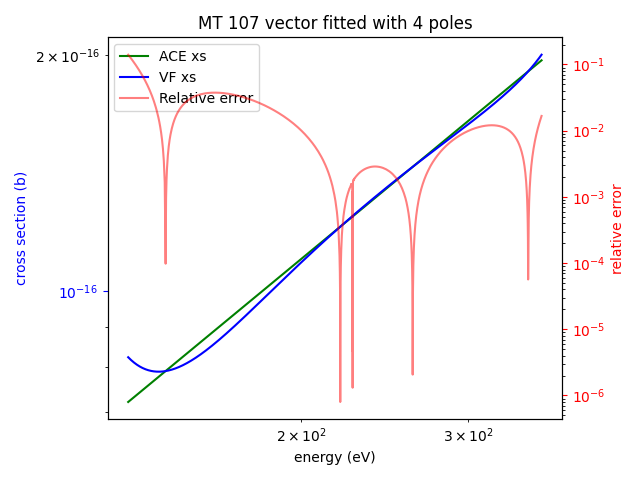 MT 107 vector fitted with 4 poles
ACE xs
VF xs
Relative error
2 × 10⁻¹⁶
10⁻¹⁶
cross section (b)
10⁻¹
10⁻²
10⁻³
10⁻⁴
10⁻⁵
10⁻⁶
relative error
2 × 10² 3 × 10²
energy (eV)